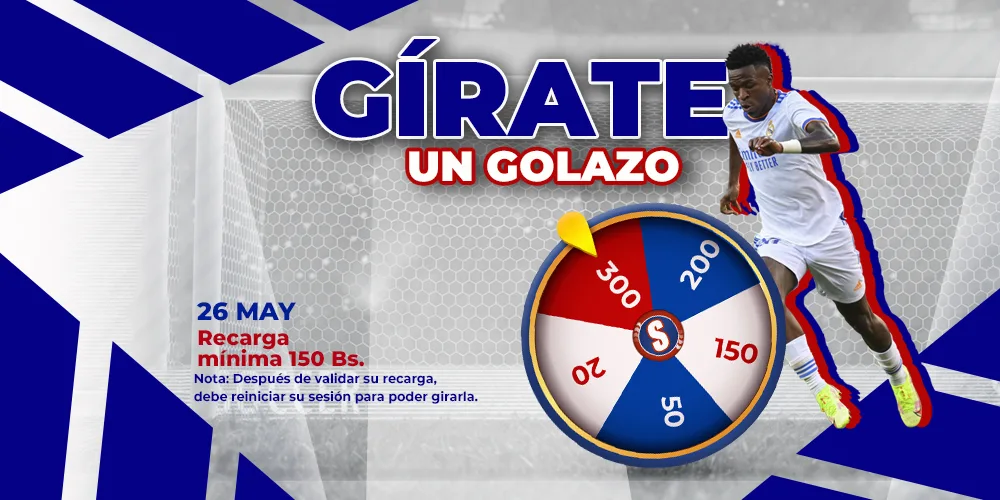 GÍRATE
UN GOLAZO
300
200
150
50
20
S
26 MAY
Recarga
mínima 150 Bs.
Nota: Después de validar su recarga,
debe reiniciar su sesión para poder girarla.